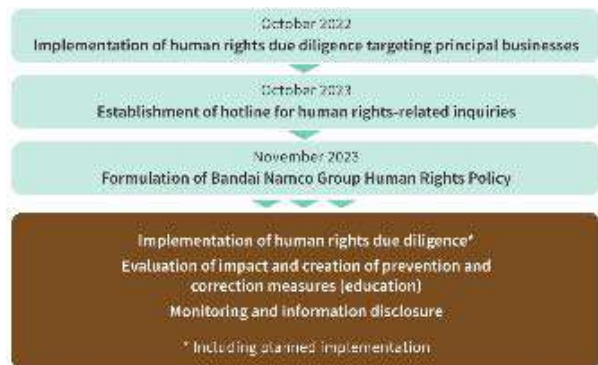 October 2022
Implementation of human rights due diligence targeting principal businesses
October 2023
Establishment of hotline for human rights-related inquiries
November 2023
Formulation of Bandai Namco Group Human Rights Policy
Implementation of human rights due diligence*
Evaluation of impact and creation of prevention and
correction measures (education)
Monitoring and information disclosure
* Including planned implementation